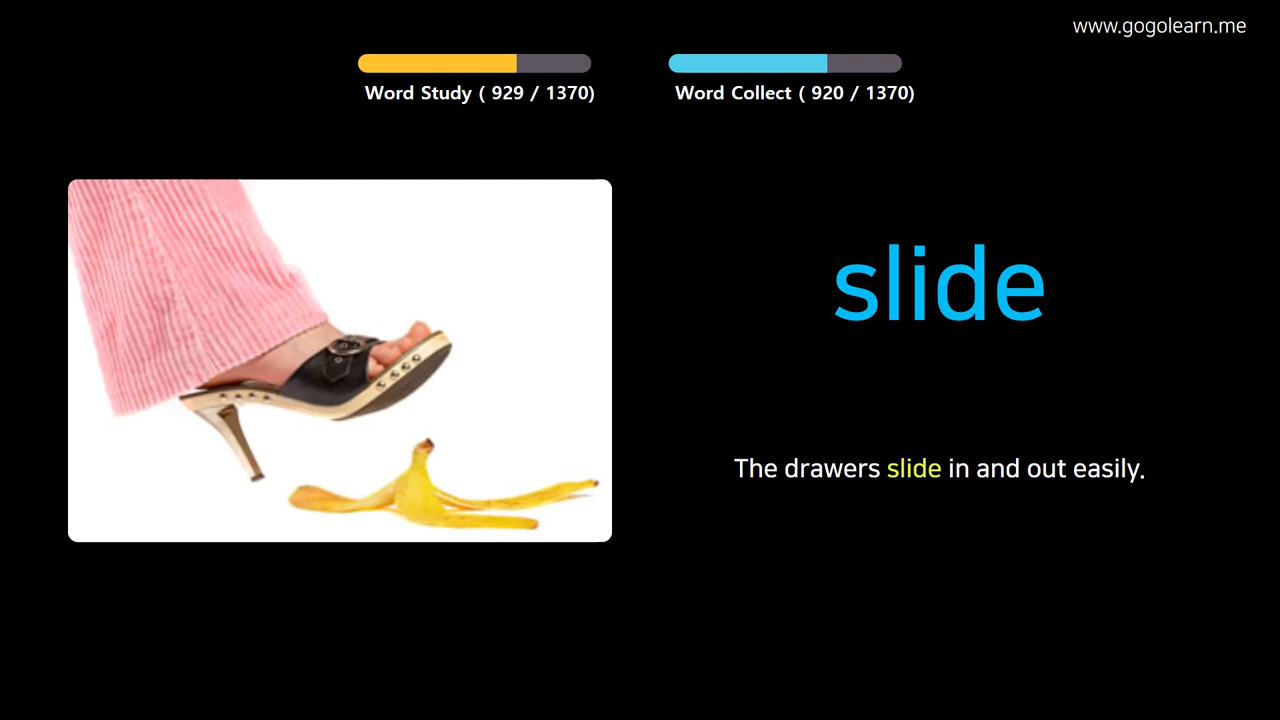 www.gogolearn.me
Word Study ( 929 / 1370)
Word Collect ( 920 / 1370)
slide
The drawers slide in and out easily.